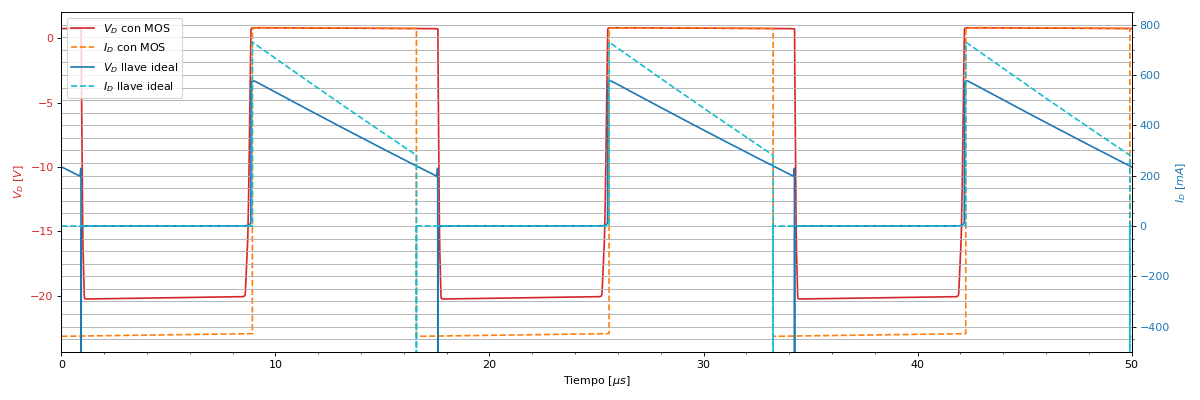 V_D con MOS
I_D con MOS
V_D llave ideal
I_D llave ideal
0
−5
−10
−15
−20
V_D [V]
800
600
400
200
0
−200
−400
I_D [mA]
0 10 20 30 40 50
Tiempo [μs]